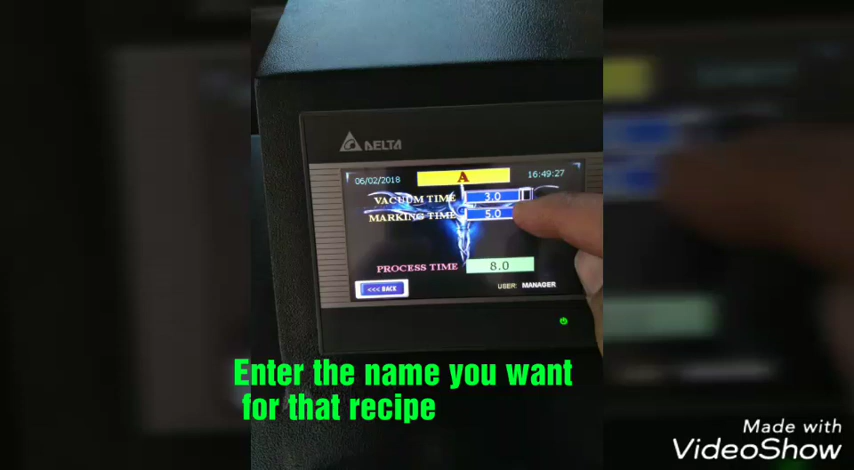 DELTA
06/02/2018
A
16:49:27
VACUUM TIME 3.0
MARKING TIME 5.0
PROCESS TIME 8.0
<<< BACK
USER: MANAGER
Enter the name you want
for that recipe
Made with
VideoShow